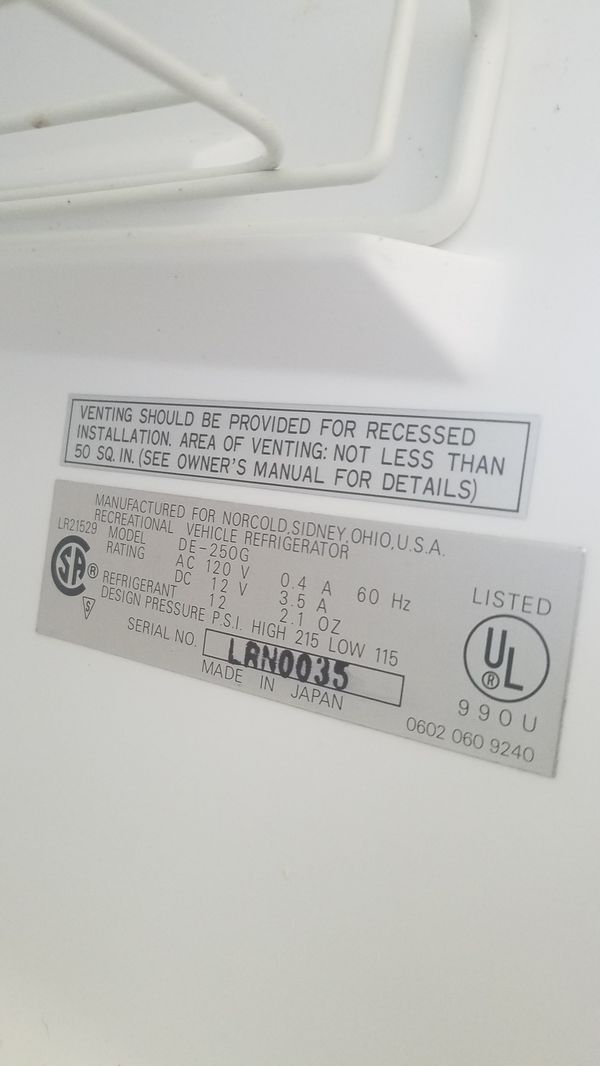 VENTING SHOULD BE PROVIDED FOR RECESSED
INSTALLATION. AREA OF VENTING: NOT LESS THAN
50 SQ. IN. (SEE OWNER'S MANUAL FOR DETAILS)
MANUFACTURED FOR NORCOLD, SIDNEY, OHIO, U.S.A.
RECREATIONAL VEHICLE REFRIGERATOR
LR21529 MODEL DE-250G
RATING AC 120 V 0.4 A 60 Hz
DC 12 V 3.5 A
REFRIGERANT 12 2.1 OZ
DESIGN PRESSURE P.S.I. HIGH 215 LOW 115
SERIAL NO. LRN0035
MADE IN JAPAN
SA ®
S
LISTED
UL ®
990U
0602 060 9240